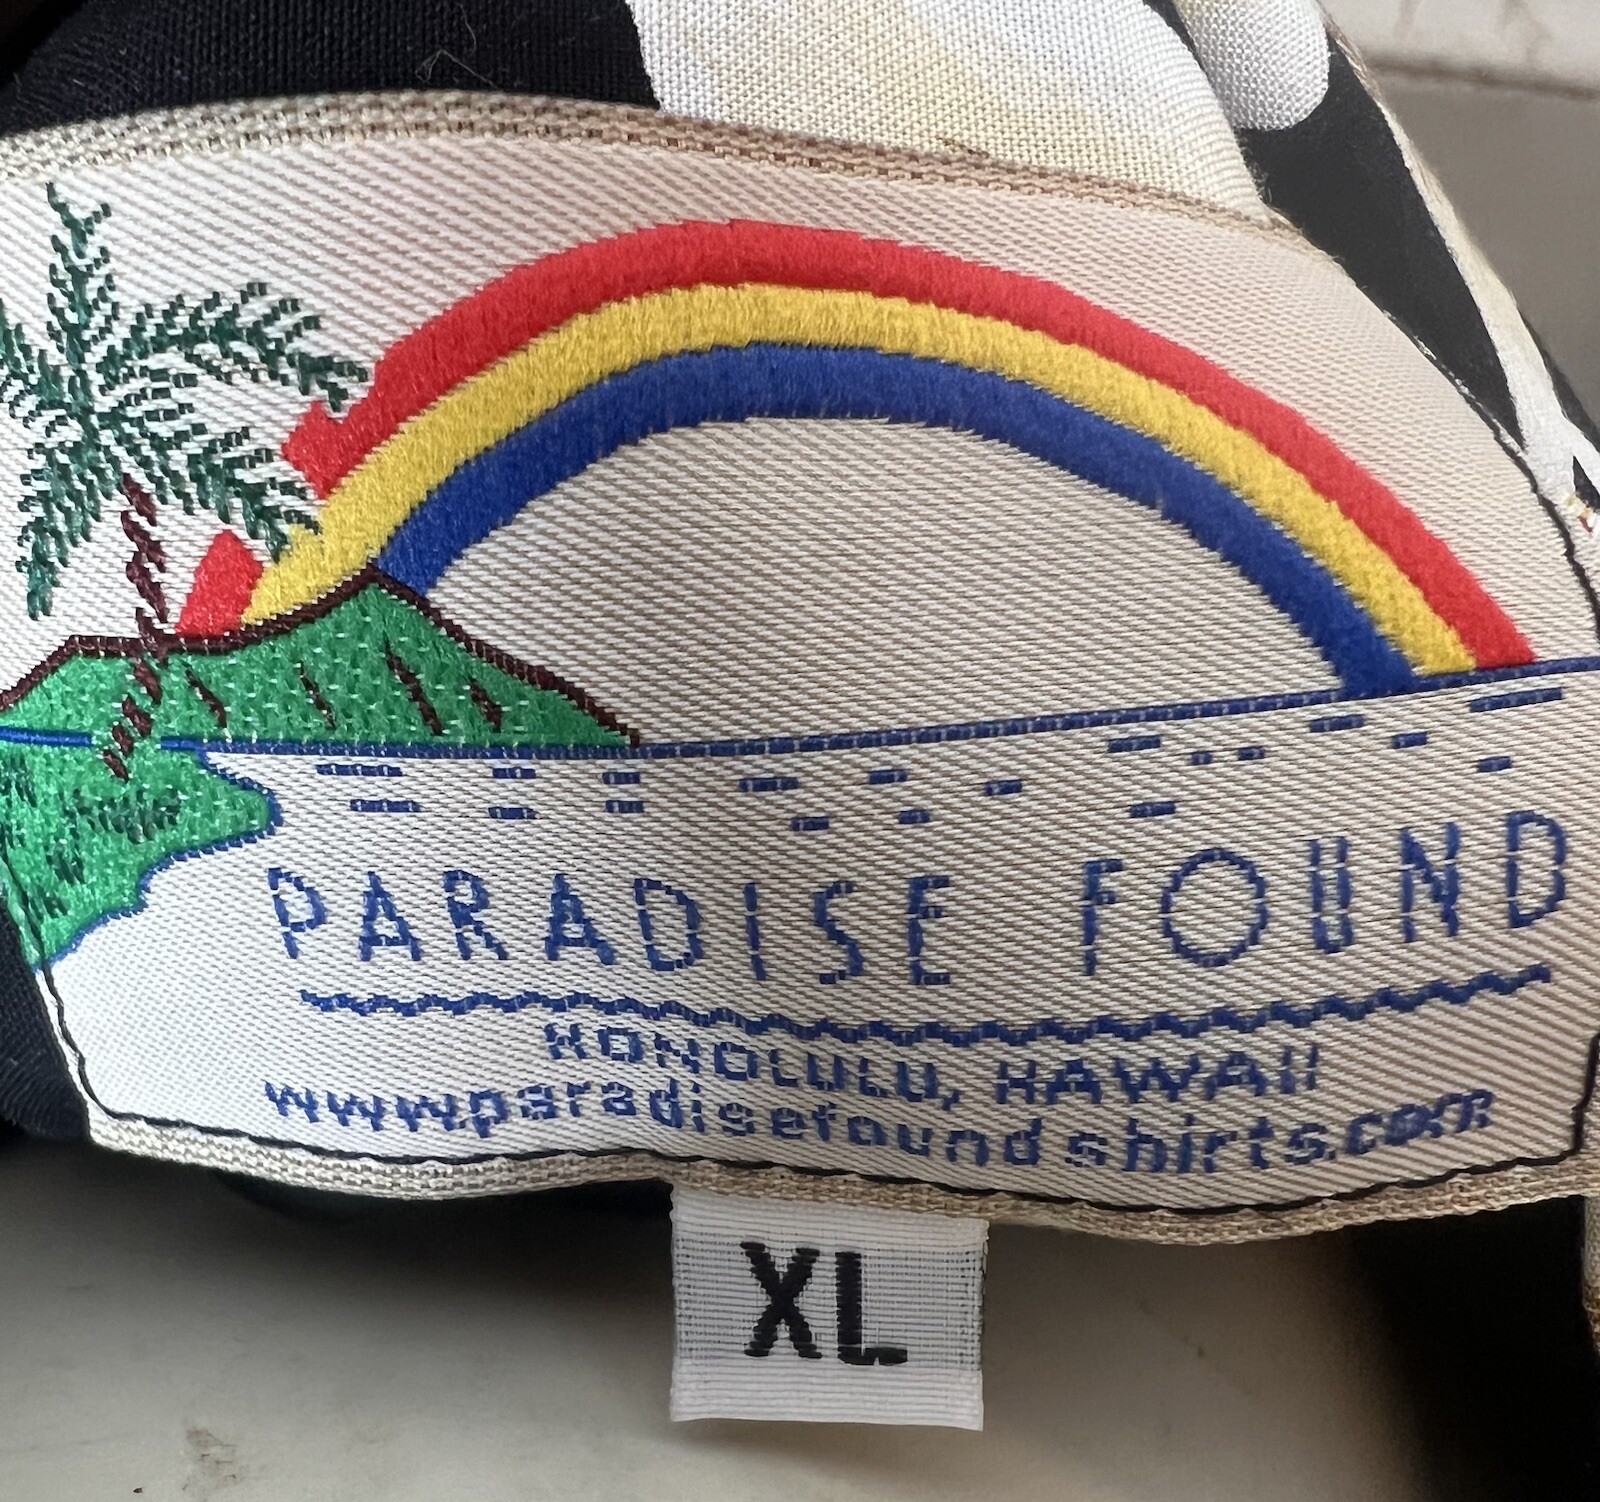 PARADISE FOUND
HONOLULU, HAWAII
www.paradisefoundshirts.com
XL